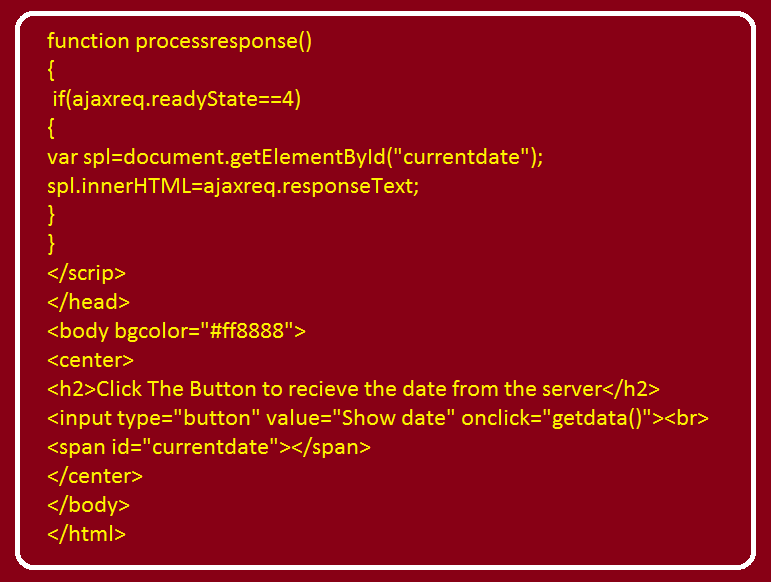 function processresponse()
{
if(ajaxreq.readyState==4)
{
var spl=document.getElementById("currentdate");
spl.innerHTML=ajaxreq.responseText;
}
}
</scrip>
</head>
<body bgcolor="#ff8888">
<center>
<h2>Click The Button to recieve the date from the server</h2>
<input type="button" value="Show date" onclick="getdata()"><br>
<span id="currentdate"></span>
</center>
</body>
</html>